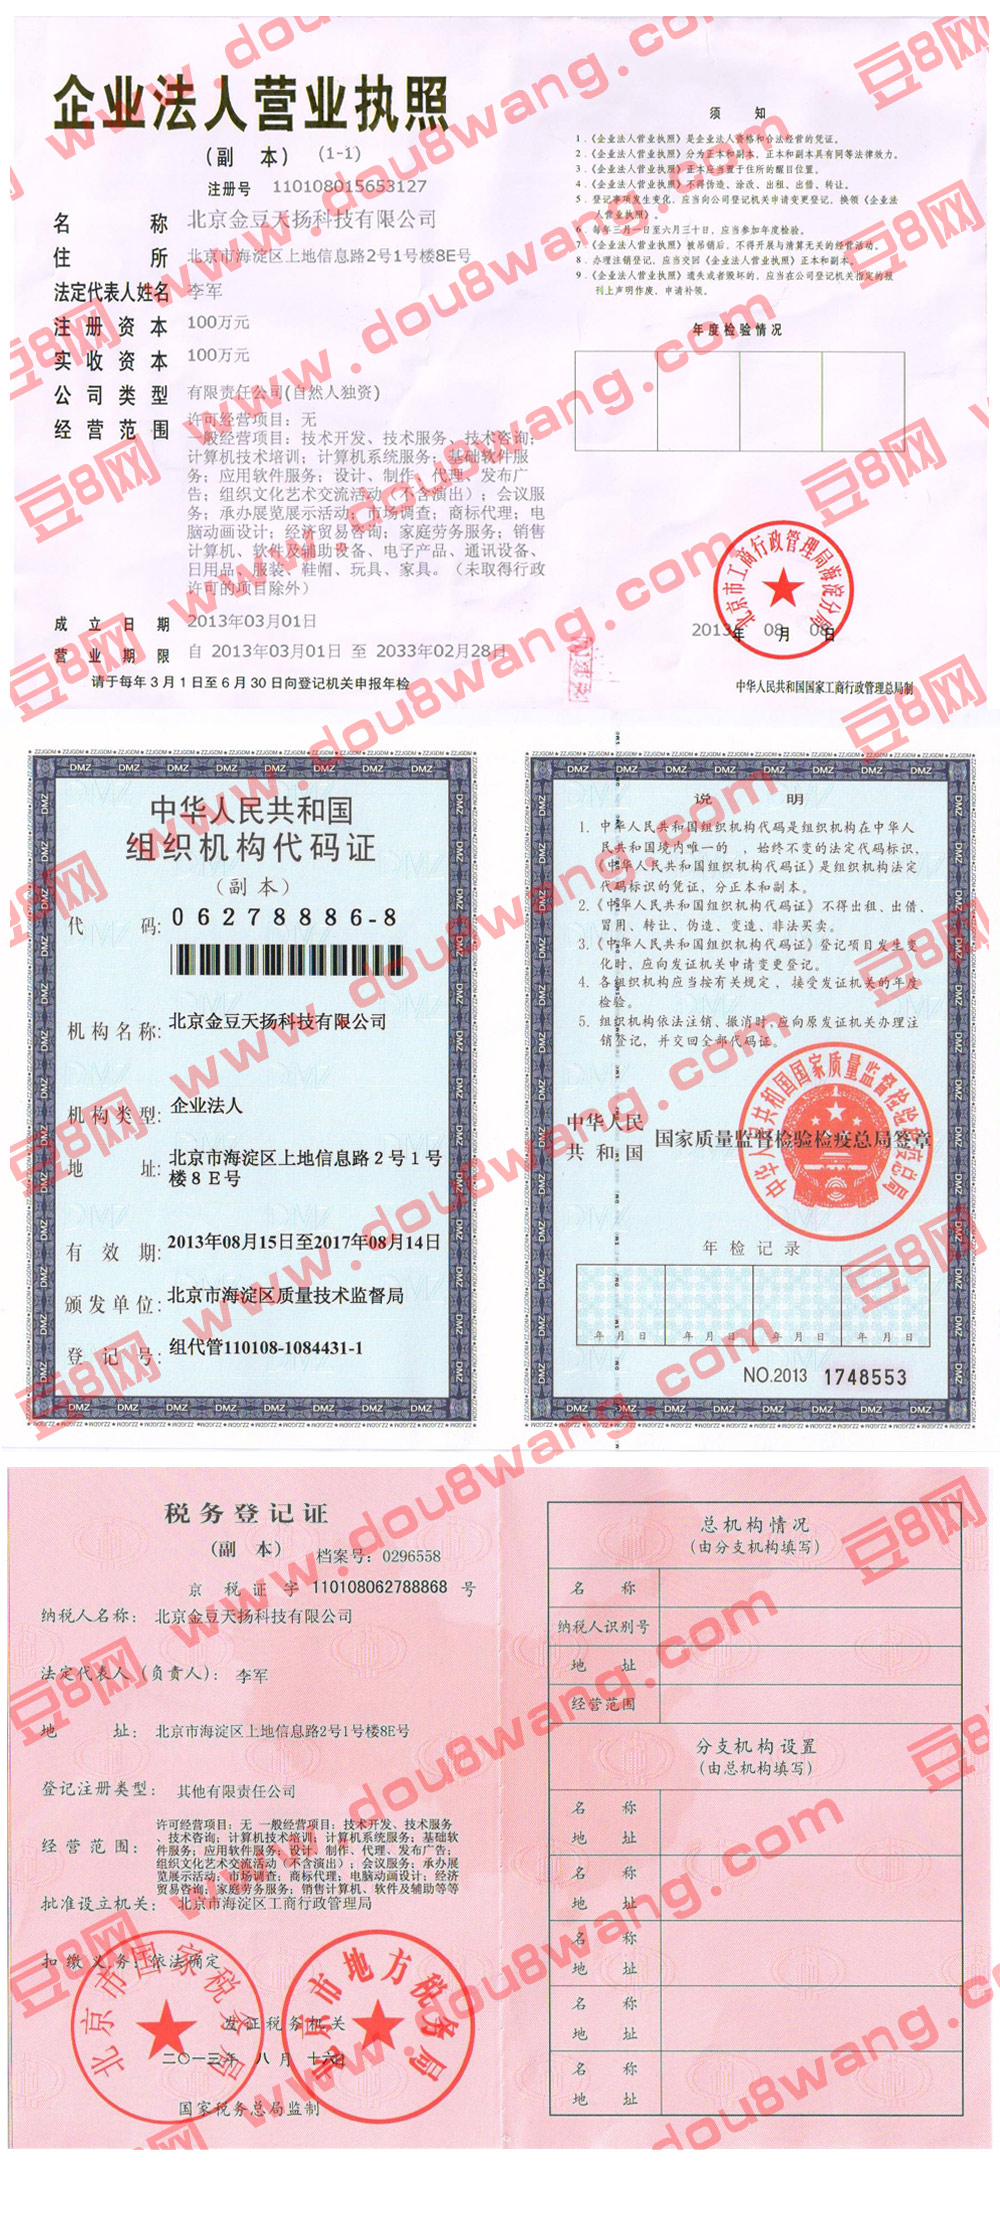 企业法人营业执照
（副 本） (1-1)
注册号 110108015653127
名 称 北京金豆天扬科技有限公司
住 所 北京市海淀区上地信息路2号1号楼8E号
法定代表人姓名 李军
注 册 资 本 100万元
实 收 资 本 100万元
公 司 类 型 有限责任公司(自然人独资)
经 营 范 围 许可经营项目：无
一般经营项目：技术开发、技术服务、技术咨询；
计算机技术培训；计算机系统服务；基础软件服
务；应用软件服务；设计、制作、代理、发布广
告；组织文化艺术交流活动（不含演出）；会议服
务；承办展览展示活动；市场调查；商标代理；电
脑动画设计；经济贸易咨询；家庭劳务服务；销售
计算机、软件及辅助设备、电子产品、通讯设备、
日用品、服装、鞋帽、玩具、家具。（未取得行政
许可的项目除外）
成 立 日 期 2013年03月01日
营 业 期 限 自 2013年03月01日 至 2033年02月28日
请于每年3月1日至6月30日向登记机关申报年检
须 知
1．《企业法人营业执照》是企业法人资格和合法经营的凭证。
2．《企业法人营业执照》分为正本和副本，正本和副本具有同等法律效力。
3．《企业法人营业执照》正本应当置于住所的醒目位置。
4．《企业法人营业执照》不得伪造、涂改、出租、出借、转让。
5．登记事项发生变化，应当向公司登记机关申请变更登记，换领《企业法
人营业执照》。
6．每年三月一日至六月三十日，应当参加年度检验。
7．《企业法人营业执照》被吊销后，不得开展与清算无关的经营活动。
8．办理注销登记，应当交回《企业法人营业执照》正本和副本。
9．《企业法人营业执照》遗失或者毁坏的，应当在公司登记机关指定的报
刊上声明作废，申请补领。
年度检验情况
北京市工商行政管理局海淀分局
2013年 08 月 08日
中华人民共和国国家工商行政管理总局制
中华人民共和国
组织机构代码证
（副 本）
代 码: 06278886-8
机构名称: 北京金豆天扬科技有限公司
机构类型: 企业法人
地 址: 北京市海淀区上地信息路２号１号
楼８Ｅ号
有 效 期: 2013年08月15日至2017年08月14日
颁发单位: 北京市海淀区质量技术监督局
登 记 号: 组代管110108-1084431-1
说 明
1. 中华人民共和国组织机构代码是组织机构在中华人
民共和国境内唯一的 ，始终不变的法定代码标识，
《中华人民共和国组织机构代码证》是组织机构法定
代码标识的凭证，分正本和副本。
2.《中华人民共和国组织机构代码证》不得出租、出借、
冒用、转让、伪造、变造、非法买卖。
3.《中华人民共和国组织机构代码证》登记项目发生变
化时，应向发证机关申请变更登记。
4. 各组织机构应当按有关规定，接受发证机关的年度
检验。
5. 组织机构依法注销、撤消时，应向原发证机关办理注
销登记，并交回全部代码证。
中华人民
共 和 国 国家质量监督检验检疫总局签章
中华人民共和国国家质量监督检验检疫总局
年 检 记 录
年 月 日 年 月 日 年 月 日 年 月 日
NO.2013 1748553
税务登记证
（副 本） 档案号：0296558
京 税 证 字 110108062788868 号
纳税人名称： 北京金豆天扬科技有限公司
法定代表人（负责人）： 李军
地 址： 北京市海淀区上地信息路2号1号楼8E号
登记注册类型： 其他有限责任公司
经 营 范 围： 许可经营项目：无 一般经营项目：技术开发、技术服务
、技术咨询；计算机技术培训；计算机系统服务；基础软
件服务；应用软件服务；设计、制作、代理、发布广告；
组织文化艺术交流活动（不含演出）；会议服务；承办展
览展示活动；市场调查；商标代理；电脑动画设计；经济
贸易咨询；家庭劳务服务；销售计算机、软件及辅助等等
批准设立机关： 北京市海淀区工商行政管理局
扣 缴 义 务：依法确定
北京市国家税务局
北京市地方税务局
发证税务机关
二〇一三年 八 月 十六日
国家税务总局监制
总机构情况
（由分支机构填写）
名 称
纳税人识别号
地 址
经营范围
分支机构设置
（由总机构填写）
名 称
地 址
名 称
地 址
名 称
地 址
名 称
地 址
名 称
地 址
豆8网 www.dou8wang.com